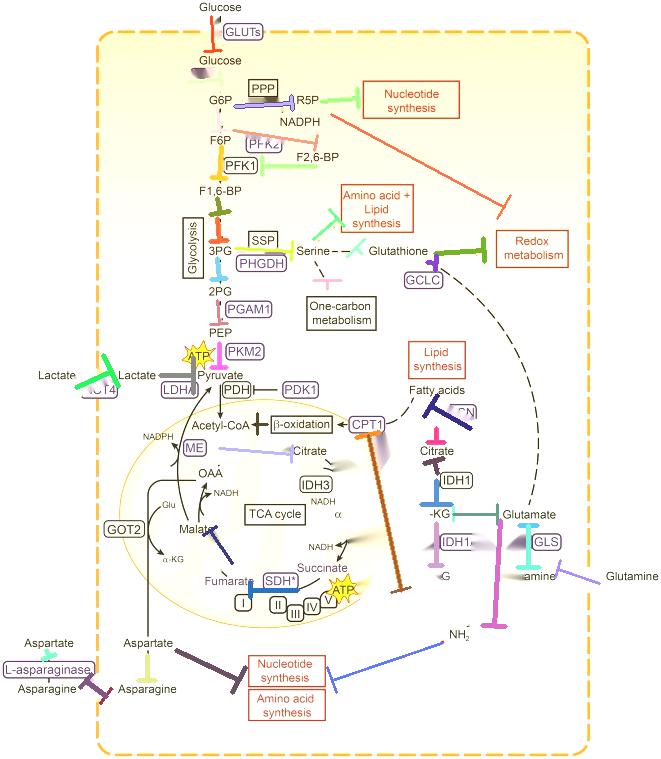 Glucose
GLUTs
Glucose
PPP
G6P
R5P
Nucleotide
synthesis
NADPH
F6P
PFK2
F2,6-BP
PFK1
F1,6-BP
Amino acid +
Lipid
synthesis
Glycolysis
SSP
3PG
Serine
Glutathione
Redox
metabolism
PHGDH
GCLC
2PG
One-carbon
metabolism
PGAM1
PEP
ATP
PKM2
Lipid
synthesis
Lactate
Lactate
Pyruvate
LDHA
PDH
PDK1
Fatty acids
CT4
Acetyl-CoA
β-oxidation
CPT1
NADPH
ME
Citrate
Citrate
OAA
IDH3
IDH1
NADH
NADH
Glu
TCA cycle
α
-KG
Glutamate
GOT2
Malate
NADH
IDH1
GLS
α-KG
Succinate
Fumarate
SDH*
ATP
G
amine
Glutamine
I
II
III
IV
V
NH2
Aspartate
Aspartate
L-asparaginase
Nucleotide
synthesis
Asparagine
Asparagine
Amino acid
synthesis